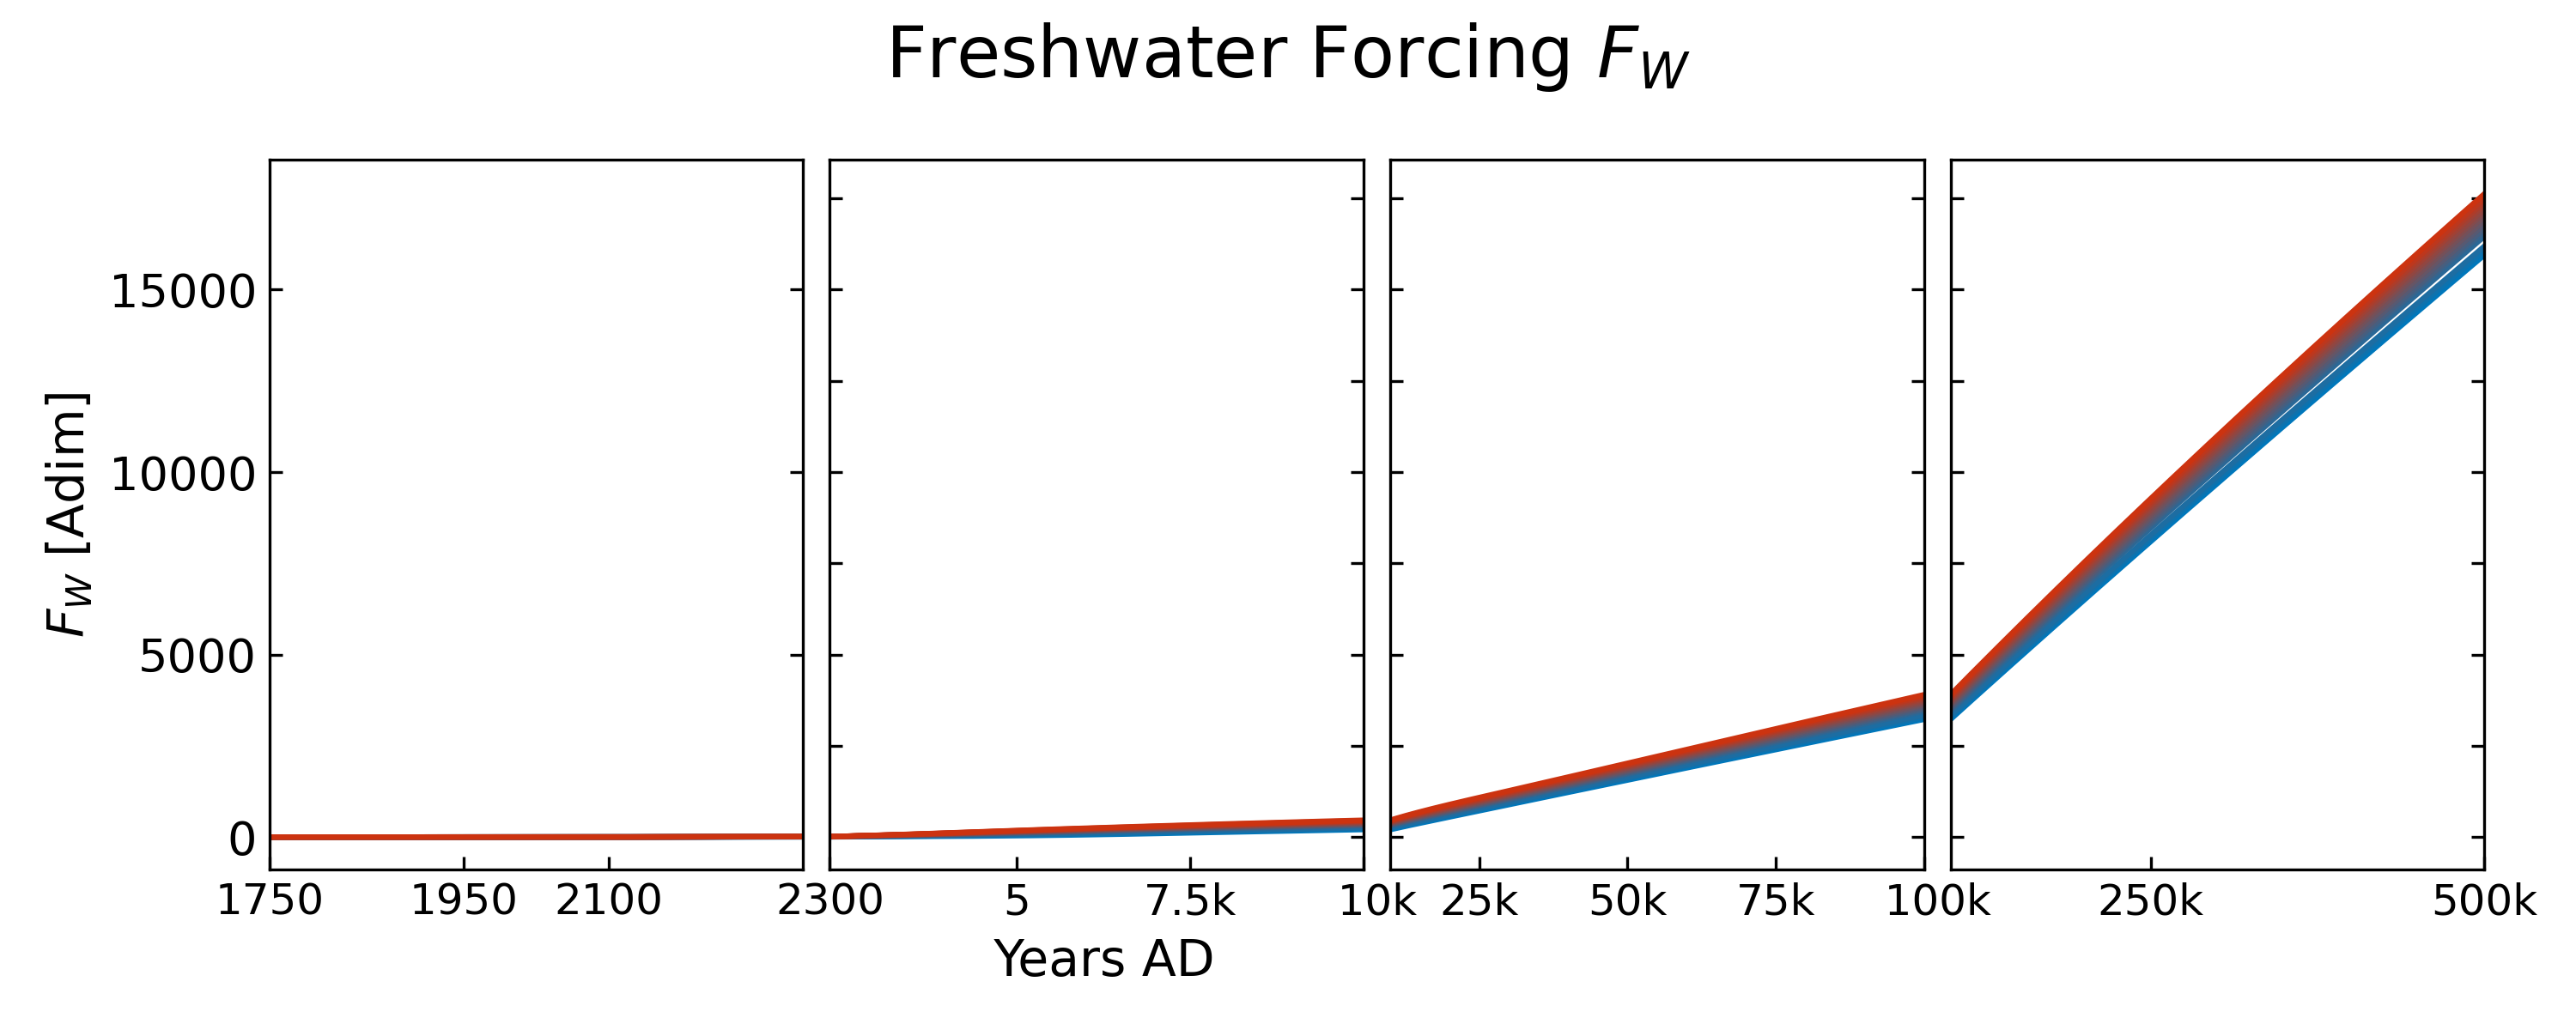 Freshwater Forcing F_W
F_W [Adim]
15000
10000
5000
0
1750 1950 2100 2300 5 7.5k 10k 25k 50k 75k 100k 250k 500k
Years AD